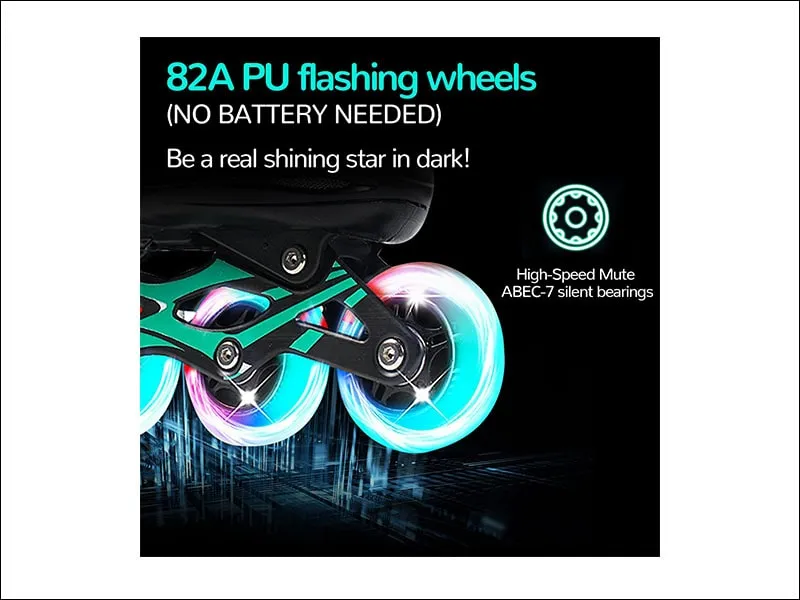 82A PU flashing wheels
(NO BATTERY NEEDED)
Be a real shining star in dark!
High-Speed Mute
ABEC-7 silent bearings